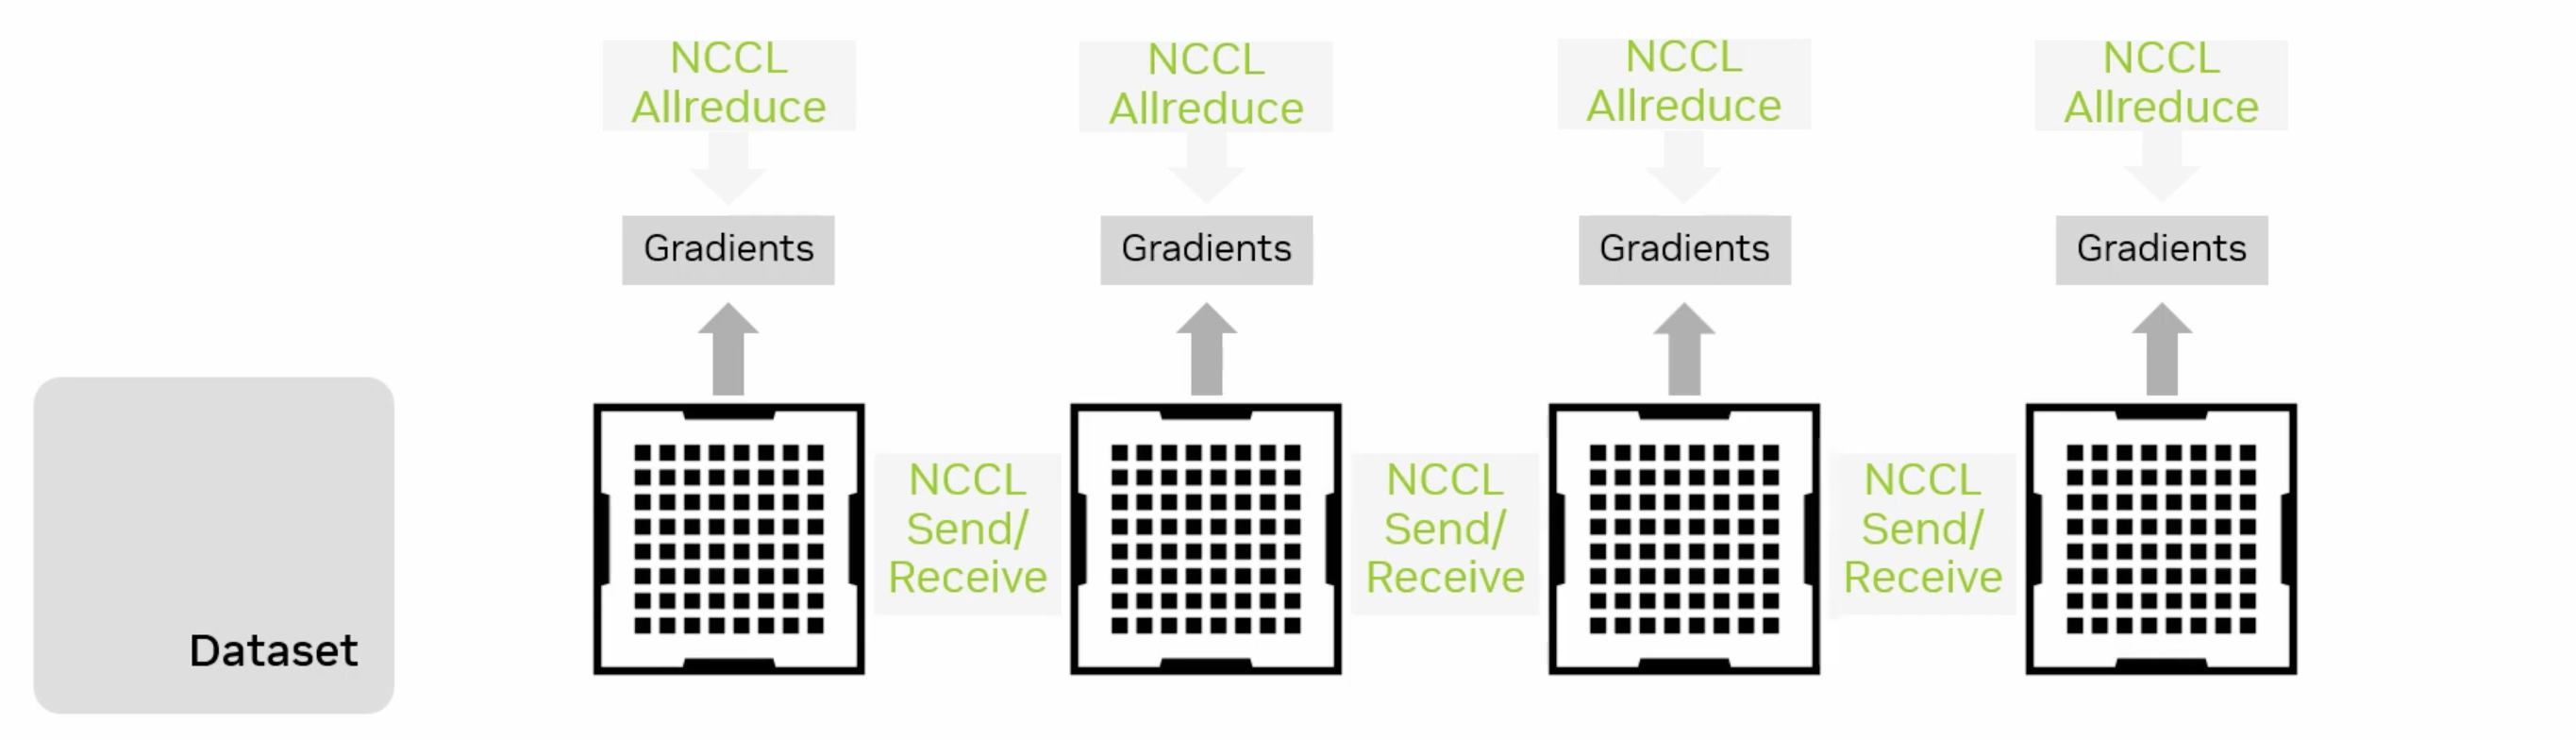 NCCL
Allreduce
NCCL
Allreduce
NCCL
Allreduce
NCCL
Allreduce
Gradients
Gradients
Gradients
Gradients
NCCL
Send/
Receive
NCCL
Send/
Receive
NCCL
Send/
Receive
Dataset